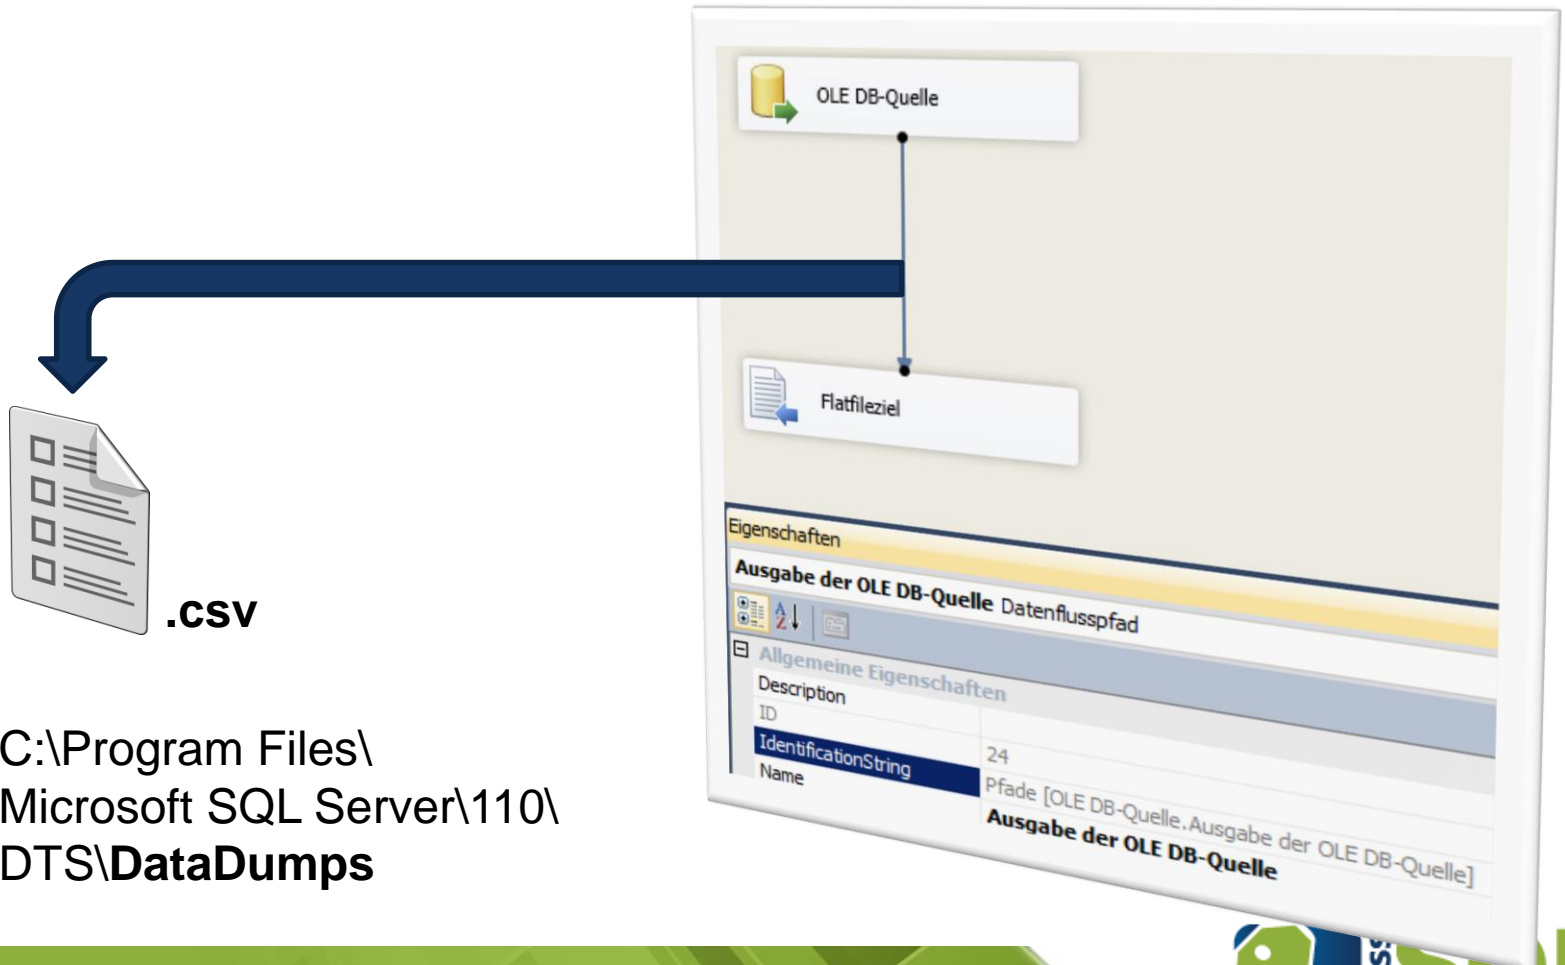 OLE DB-Quelle
Flatfileziel
.csv
C:\Program Files\
Microsoft SQL Server\110\
DTS\DataDumps
Eigenschaften
Ausgabe der OLE DB-Quelle Datenflusspfad
Allgemeine Eigenschaften
Description
ID 24
IdentificationString Pfade [OLE DB-Quelle.Ausgabe der OLE DB-Quelle]
Name Ausgabe der OLE DB-Quelle